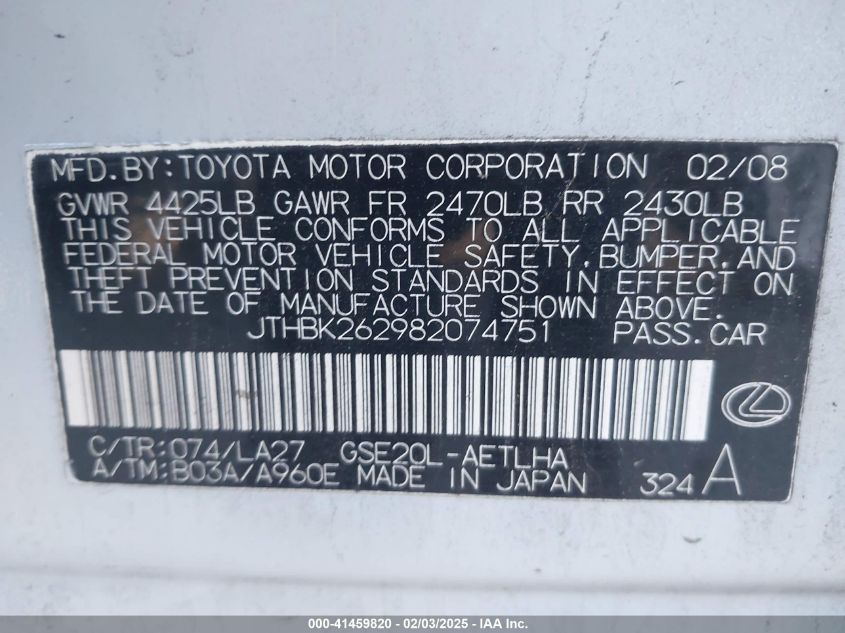 MFD.BY:TOYOTA MOTOR CORPORATION 02/08
GVWR 4425LB GAWR FR 2470LB RR 2430LB
THIS VEHICLE CONFORMS TO ALL APPLICABLE
FEDERAL MOTOR VEHICLE SAFETY,BUMPER,AND
THEFT PREVENTION STANDARDS IN EFFECT ON
THE DATE OF MANUFACTURE SHOWN ABOVE.
JTHBK262982074751 PASS.CAR
C/TR:074/LA27 GSE20L-AETLHA
A/TM:B03A/A960E MADE IN JAPAN 324 A
000-41459820 - 02/03/2025 - IAA Inc.